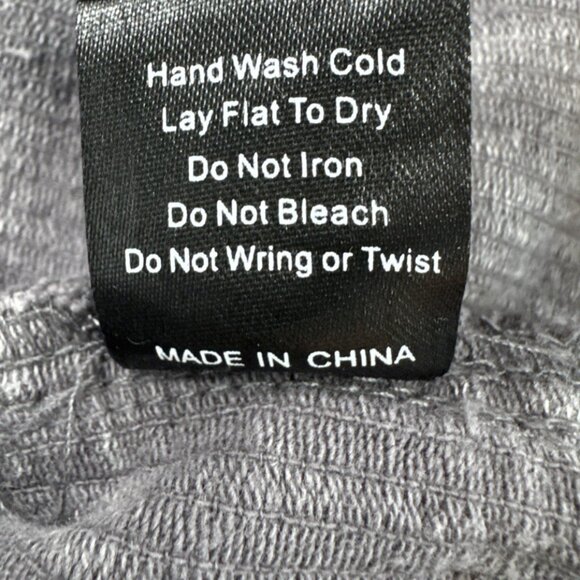 Hand Wash Cold
Lay Flat To Dry
Do Not Iron
Do Not Bleach
Do Not Wring or Twist
MADE IN CHINA